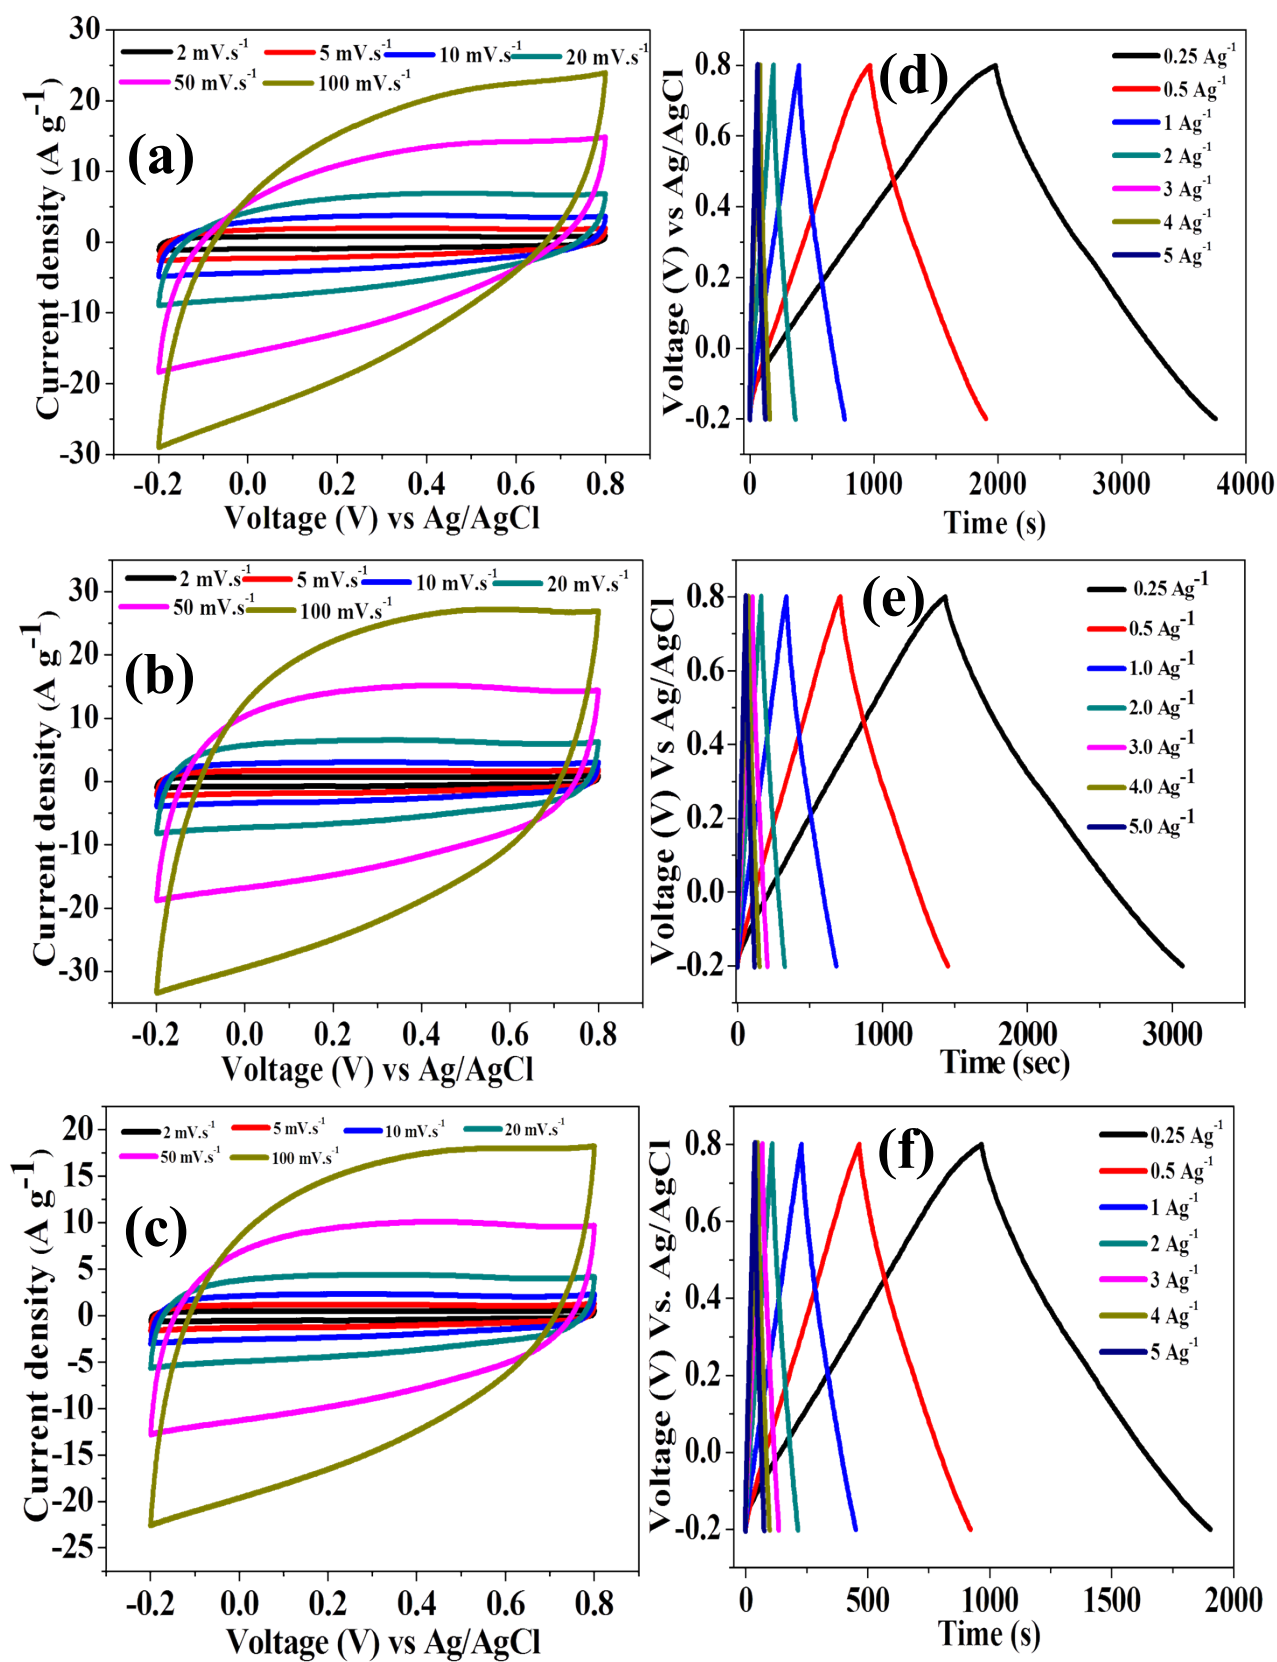 (a)
2 mV.s-1 5 mV.s-1 10 mV.s-1 20 mV.s-1
50 mV.s-1 100 mV.s-1
30
20
10
0
-10
-20
-30
Current density (A g-1)
-0.2 0.0 0.2 0.4 0.6 0.8
Voltage (V) vs Ag/AgCl
(d)
0.25 Ag-1
0.5 Ag-1
1 Ag-1
2 Ag-1
3 Ag-1
4 Ag-1
5 Ag-1
0.8
0.6
0.4
0.2
0.0
-0.2
Voltage (V) vs Ag/AgCl
0 1000 2000 3000 4000
Time (s)
(b)
2 mV.s-1 5 mV.s-1 10 mV.s-1 20 mV.s-1
50 mV.s-1 100 mV.s-1
30
20
10
0
-10
-20
-30
Current density (A g-1)
-0.2 0.0 0.2 0.4 0.6 0.8
Voltage (V) vs Ag/AgCl
(e)
0.25 Ag-1
0.5 Ag-1
1.0 Ag-1
2.0 Ag-1
3.0 Ag-1
4.0 Ag-1
5.0 Ag-1
0.8
0.6
0.4
0.2
0.0
-0.2
Voltage (V) Vs Ag/AgCl
0 1000 2000 3000
Time (sec)
(c)
2 mV.s-1 5 mV.s-1 10 mV.s-1 20 mV.s-1
50 mV.s-1 100 mV.s-1
20
15
10
5
0
-5
-10
-15
-20
-25
Current density (A g-1)
-0.2 0.0 0.2 0.4 0.6 0.8
Voltage (V) vs Ag/AgCl
(f)
0.25 Ag-1
0.5 Ag-1
1 Ag-1
2 Ag-1
3 Ag-1
4 Ag-1
5 Ag-1
0.8
0.6
0.4
0.2
0.0
-0.2
Voltage (V) Vs. Ag/AgCl
0 500 1000 1500 2000
Time (s)